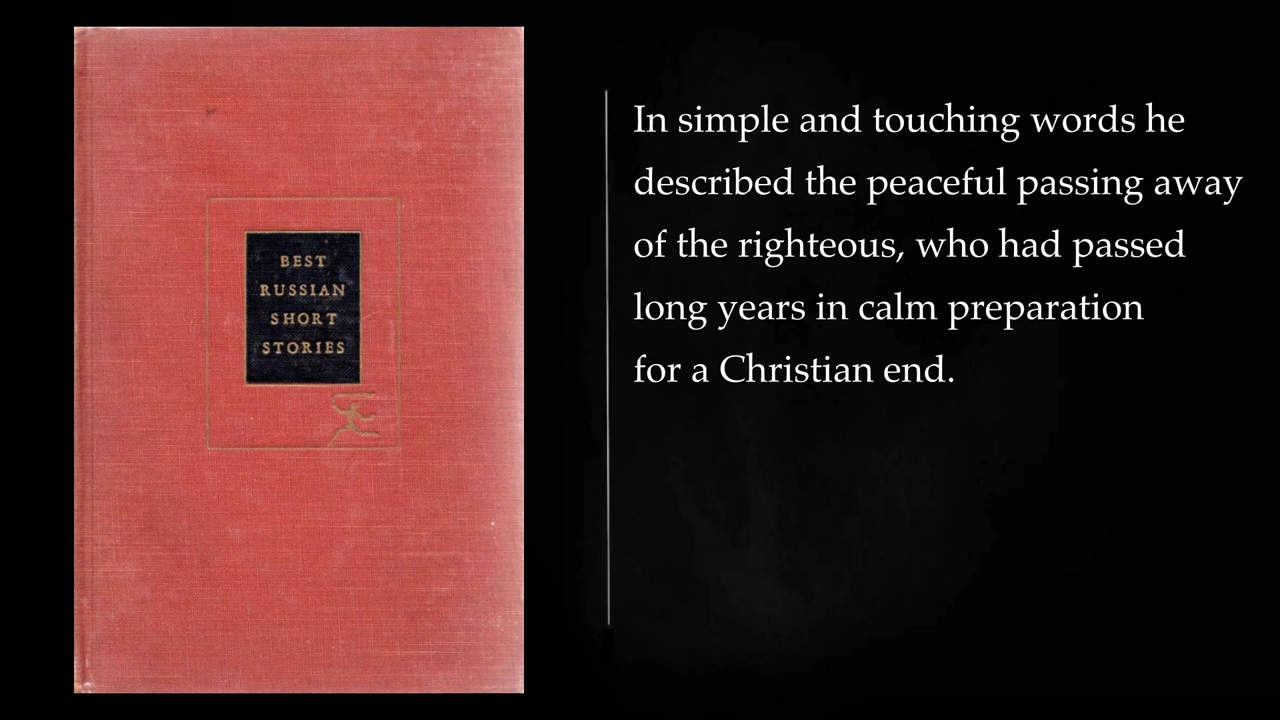 BEST
RUSSIAN
SHORT
STORIES
In simple and touching words he
described the peaceful passing away
of the righteous, who had passed
long years in calm preparation
for a Christian end.